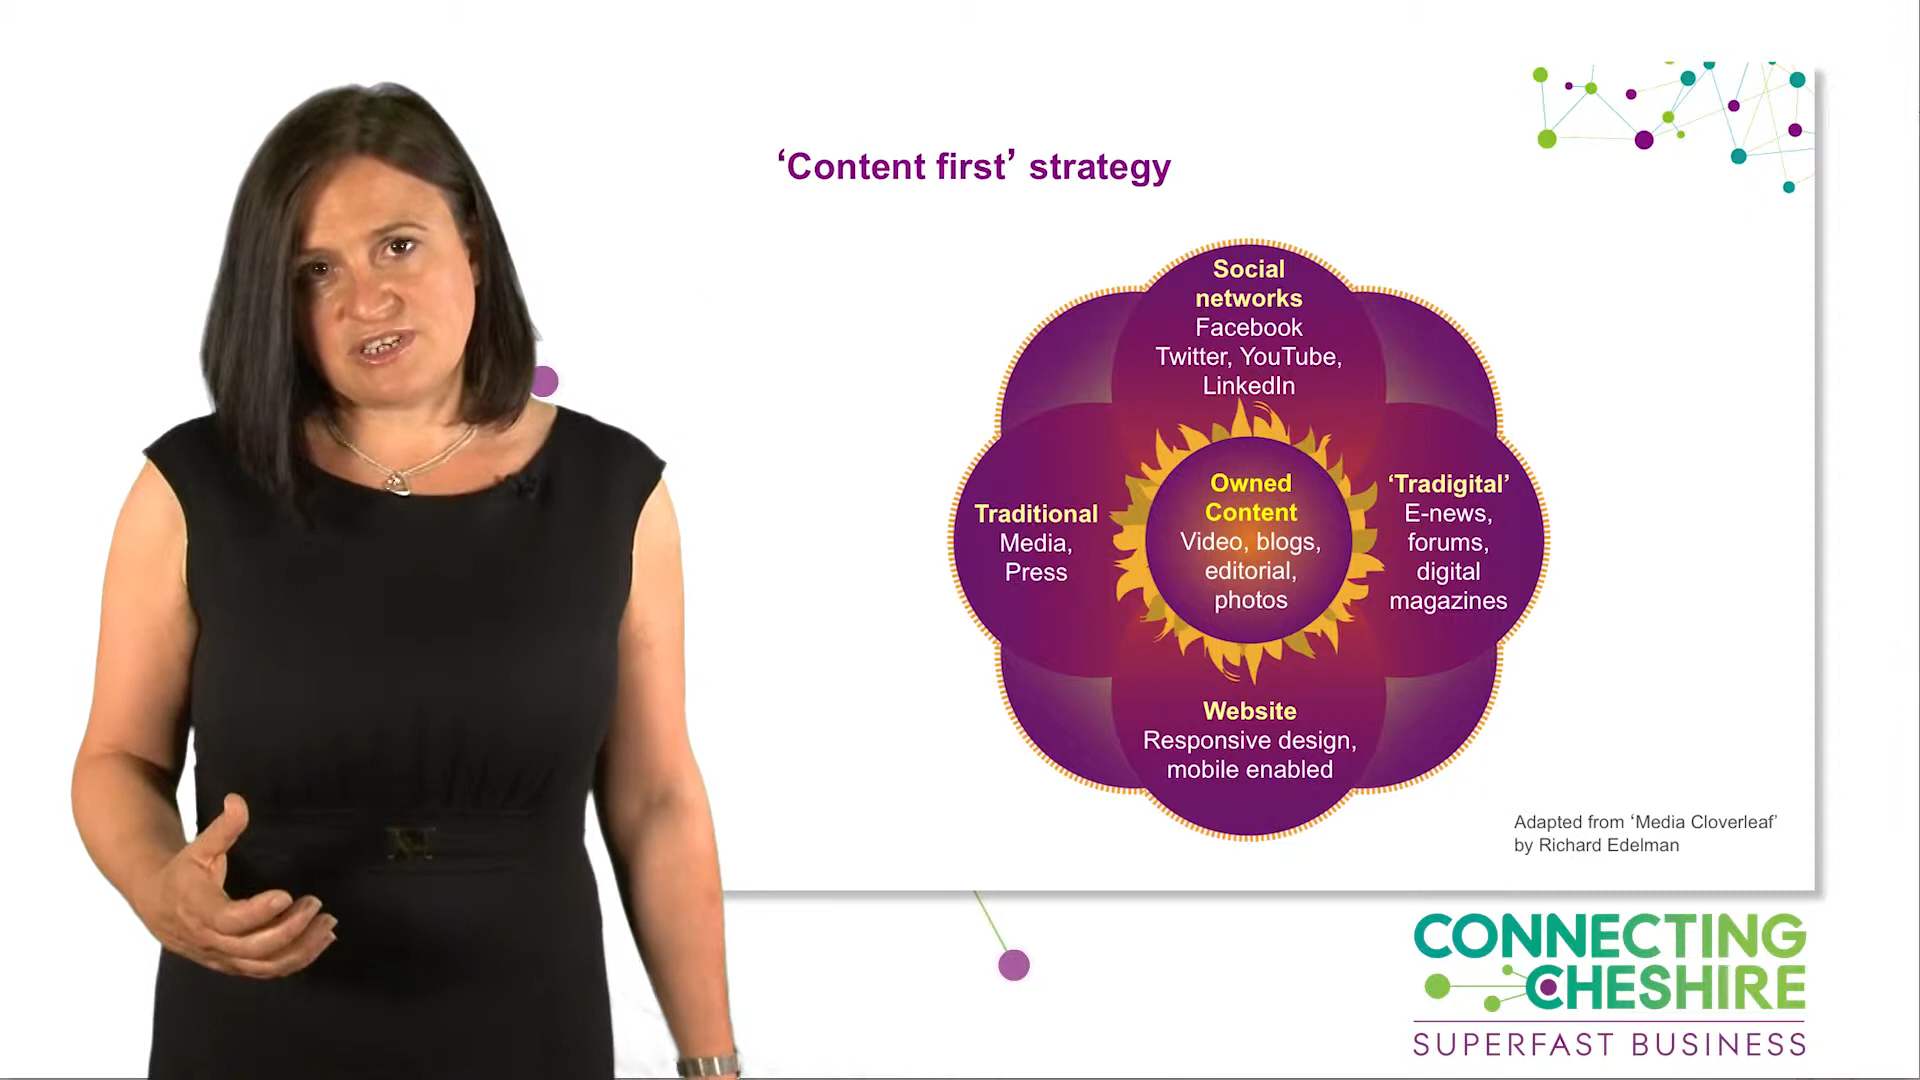 ‘Content first’ strategy
Social
networks
Facebook
Twitter, YouTube,
LinkedIn
Traditional
Media,
Press
Owned
Content
Video, blogs,
editorial,
photos
‘Tradigital’
E-news,
forums,
digital
magazines
Website
Responsive design,
mobile enabled
Adapted from ‘Media Cloverleaf’
by Richard Edelman
CONNECTING
CHESHIRE
SUPERFAST BUSINESS